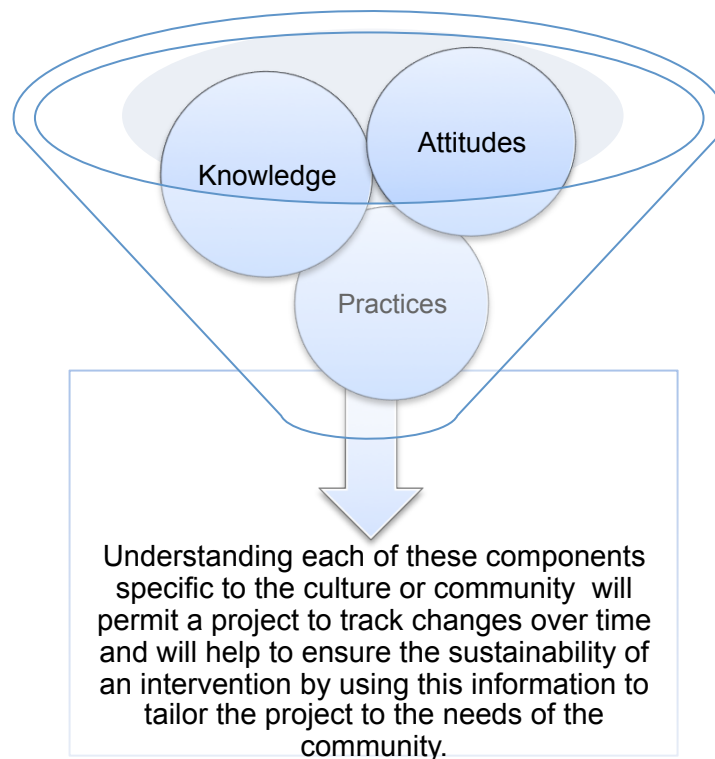 Attitudes
Knowledge
Practices
Understanding each of these components
specific to the culture or community  will
permit a project to track changes over time
and will help to ensure the sustainability of
an intervention by using this information to
tailor the project to the needs of the
community.